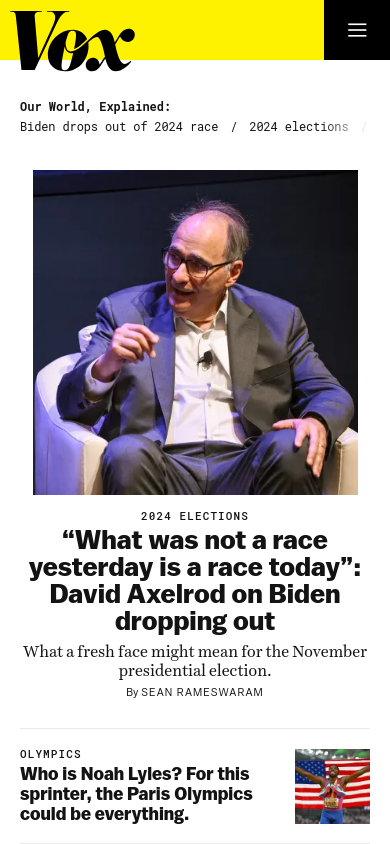 Vox
Our World, Explained:
Biden drops out of 2024 race / 2024 elections /
2024 ELECTIONS
“What was not a race
yesterday is a race today”:
David Axelrod on Biden
dropping out
What a fresh face might mean for the November
presidential election.
By SEAN RAMESWARAM
OLYMPICS
Who is Noah Lyles? For this
sprinter, the Paris Olympics
could be everything.